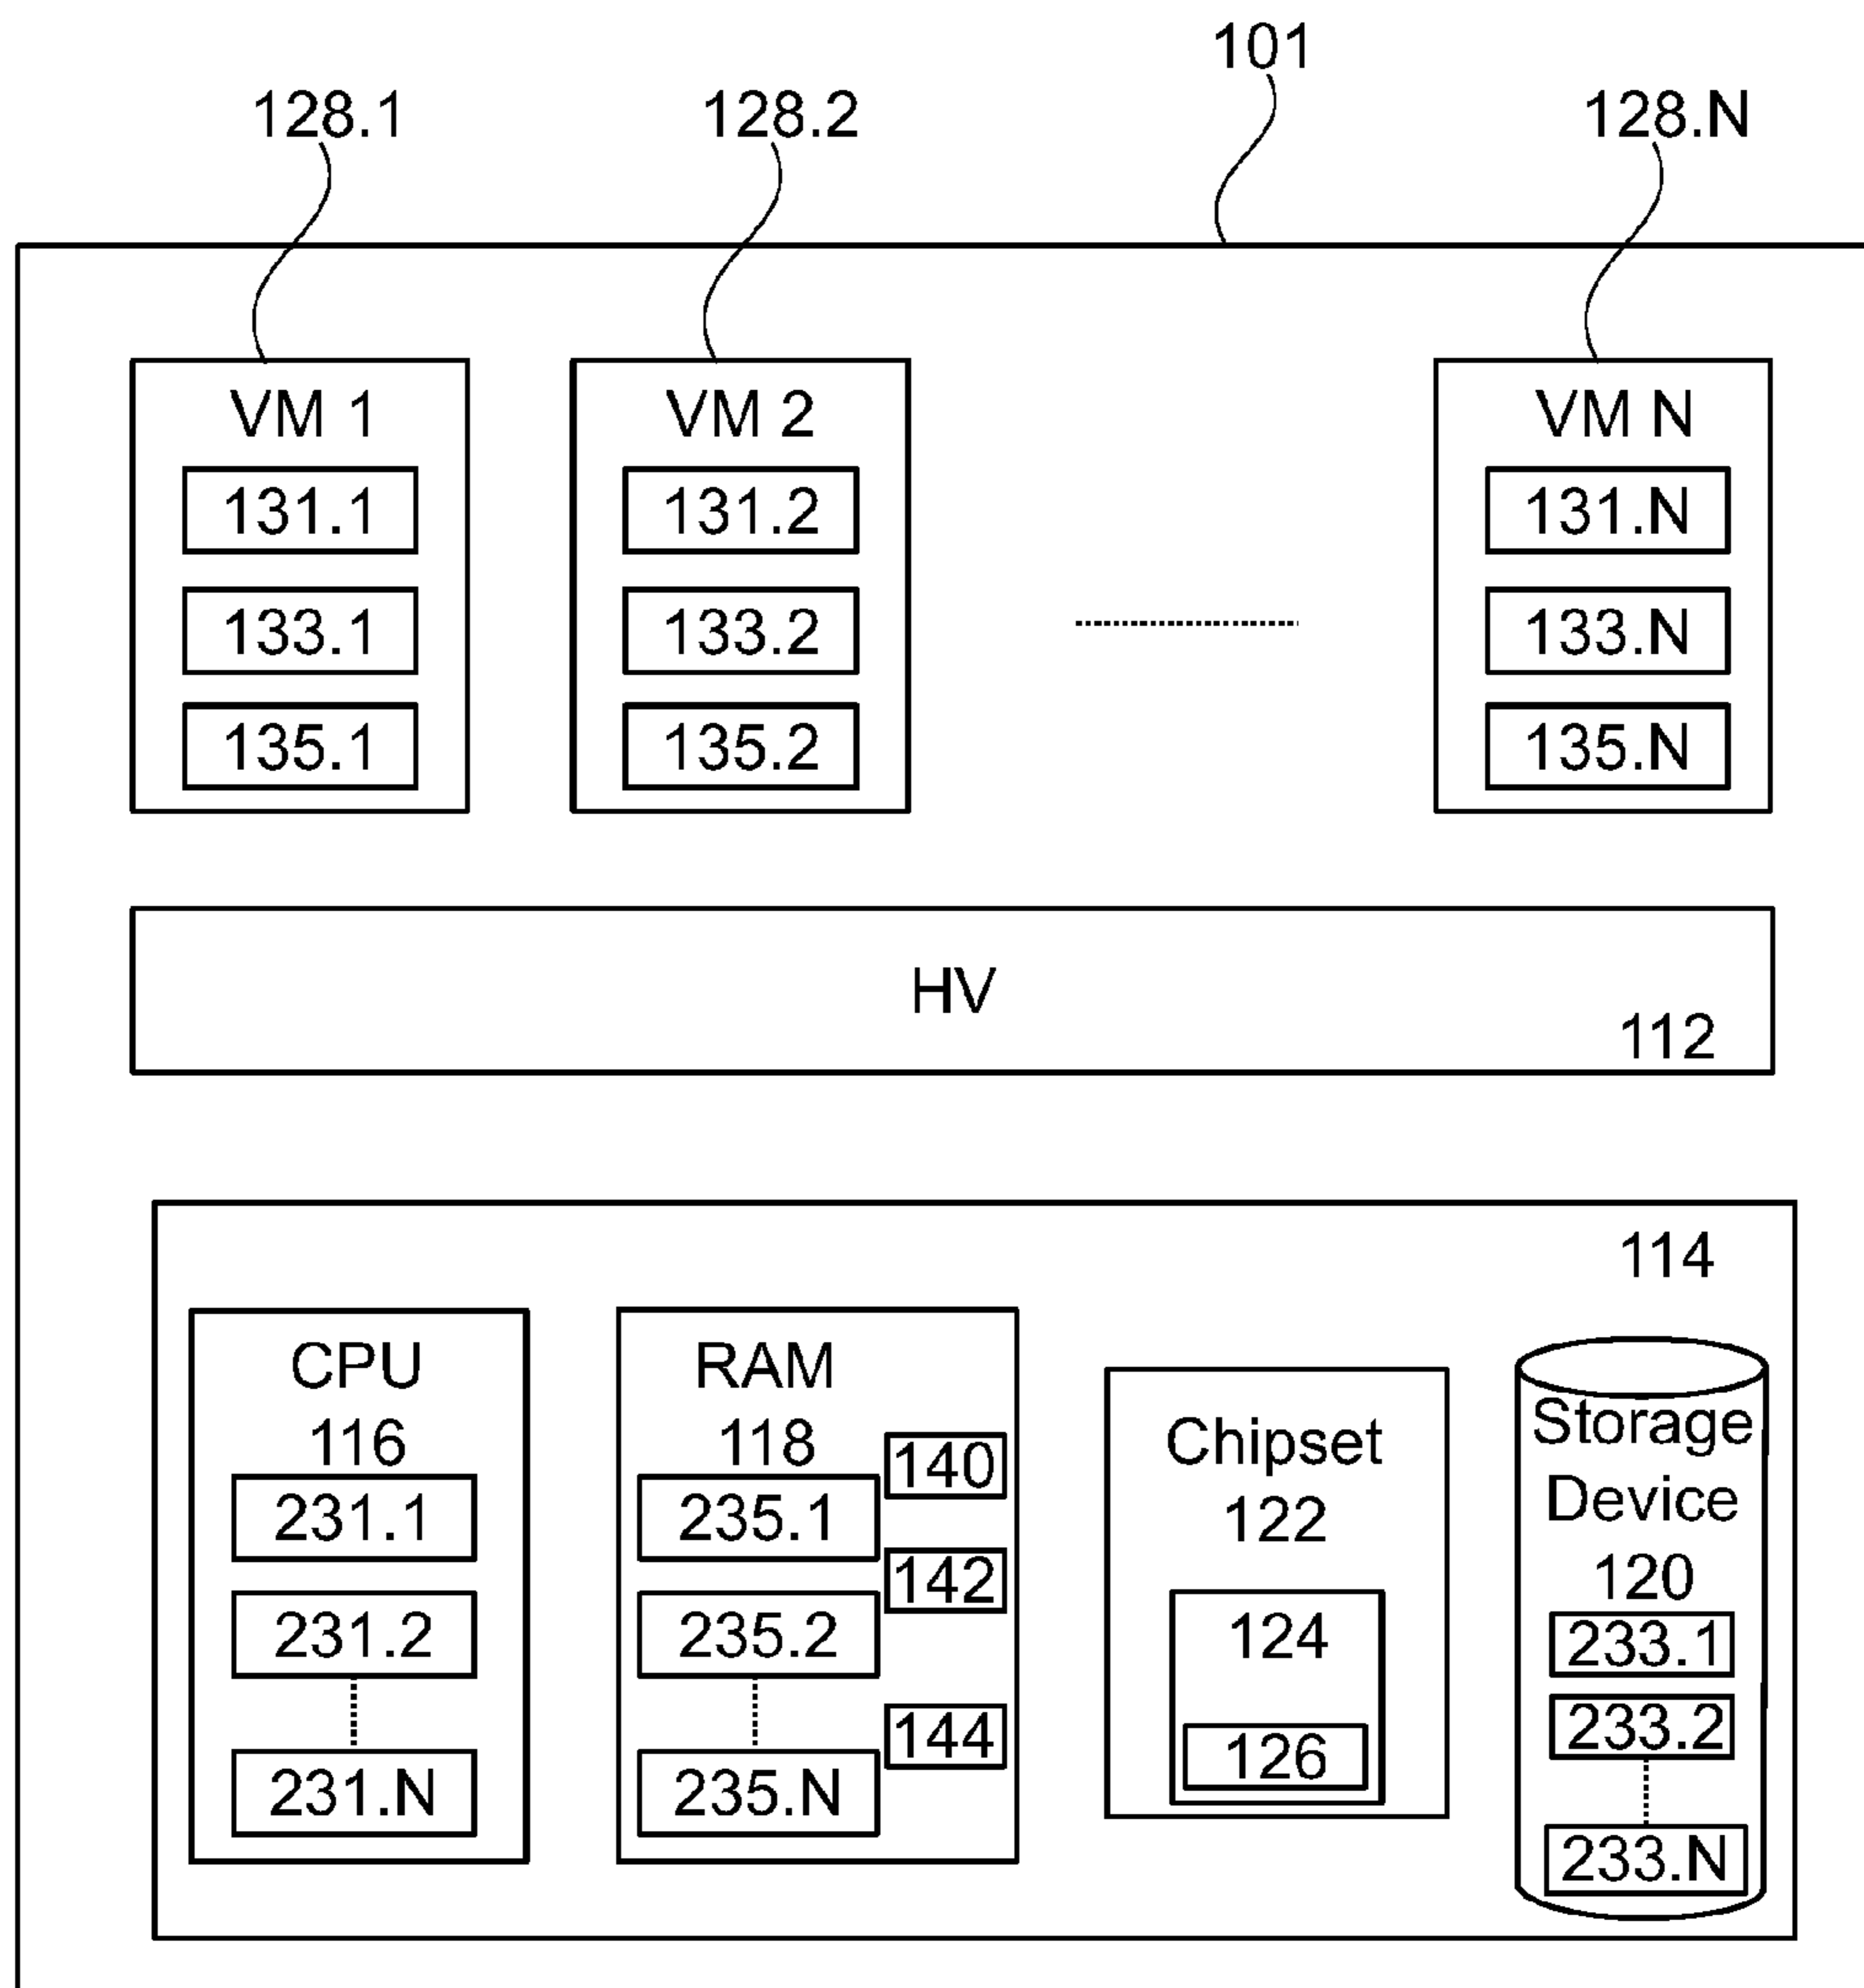 101
128.1 128.2 128.N
VM 1 VM 2 VM N
131.1 131.2 131.N
133.1 133.2 133.N
135.1 135.2 135.N
HV
112
114
CPU
116
231.1
231.2
231.N
RAM
118
235.1
235.2
235.N
140
142
144
Chipset
122
124
126
Storage
Device
120
233.1
233.2
233.N